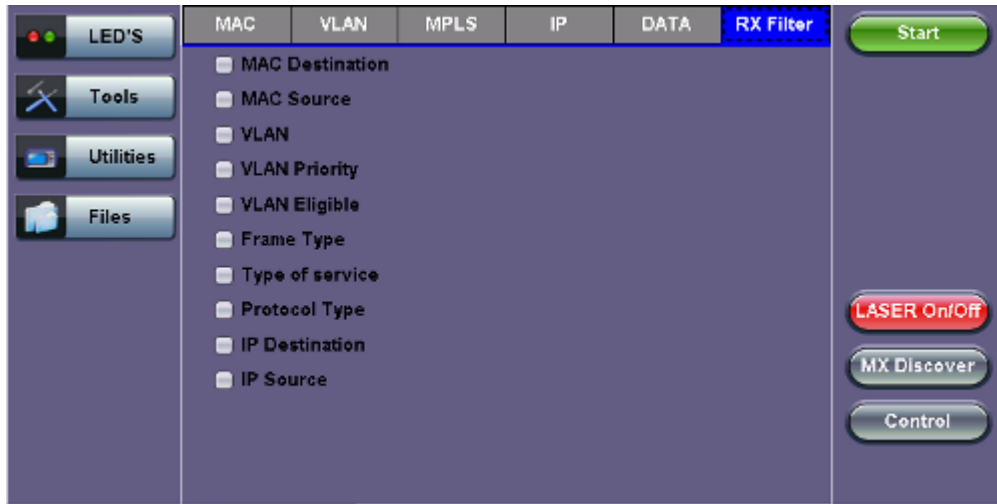 LED'S
Tools
Utilities
Files
MAC VLAN MPLS IP DATA RX Filter
MAC Destination
MAC Source
VLAN
VLAN Priority
VLAN Eligible
Frame Type
Type of service
Protocol Type
IP Destination
IP Source
Start
LASER On/Off
MX Discover
Control